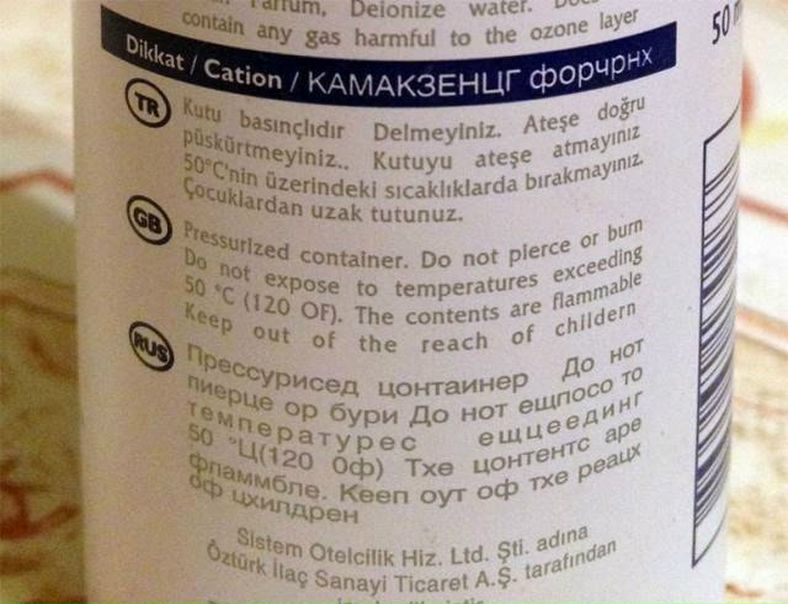 Parfum, Deionize water.
contain any gas harmful to the ozone layer
50
Dikkat / Cation / КАМАКЗЕНЦГ форчрнх
TR
Kutu basınçlıdır Delmeyiniz. Ateşe doğru
püskürtmeyiniz.. Kutuyu ateşe atmayınız
50°C'nin üzerindeki sıcaklıklarda bırakmayınız.
Çocuklardan uzak tutunuz.
GB
Pressurized container. Do not pierce or burn
Do not expose to temperatures exceeding
50 °C (120 OF). The contents are flammable
Keep out of the reach of childern
RUS
Прессурисед цонтаинер До нот
пиерце ор бури До нот ещпосо то
температурес ещцеединг
50 °Ц(120 Оф) Тхе цонтентс аре
фламмбле. Кееп оут оф тхе реацх
оф цхилдрен
Sistem Otelcilik Hiz. Ltd. Şti. adına
Öztürk İlaç Sanayi Ticaret A.Ş. tarafından